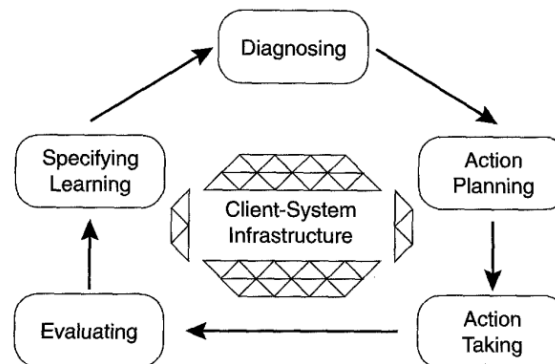 Diagnosing
Specifying
Learning
Action
Planning
Client-System
Infrastructure
Evaluating
Action
Taking